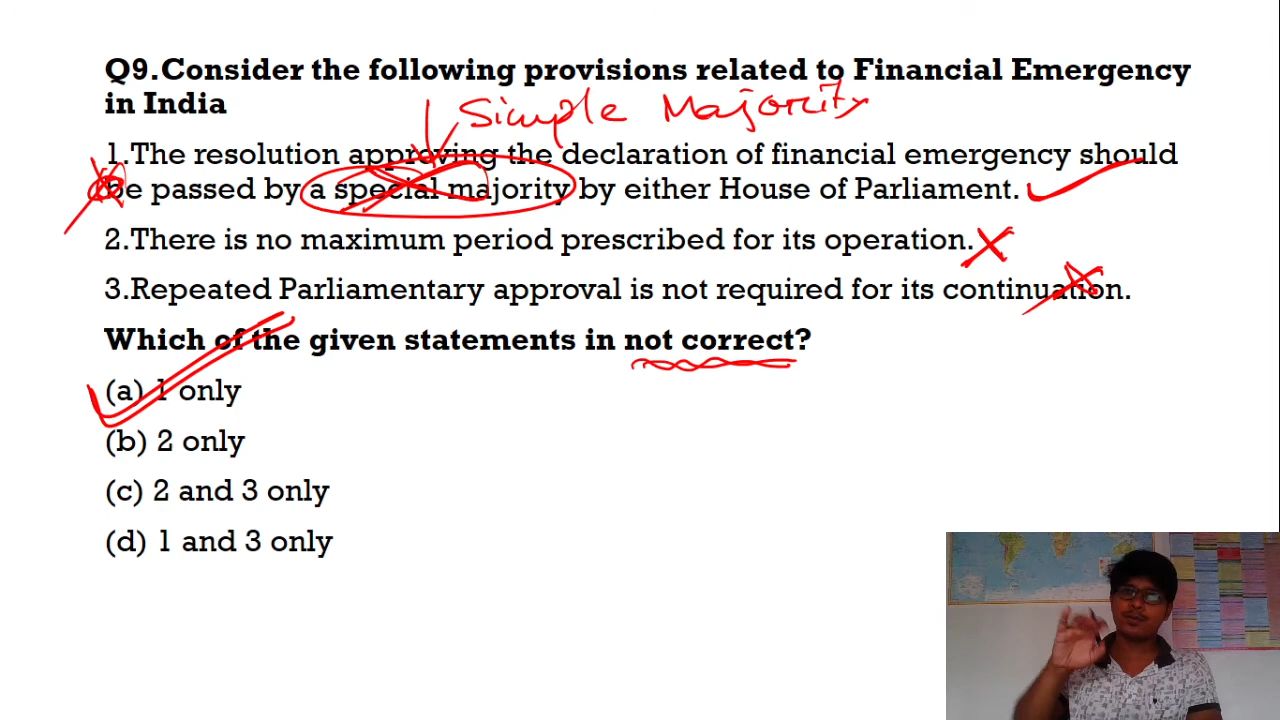 Q9.Consider the following provisions related to Financial Emergency
in India
Simple Majority
1.The resolution approving the declaration of financial emergency should
be passed by a special majority by either House of Parliament.
2.There is no maximum period prescribed for its operation.
3.Repeated Parliamentary approval is not required for its continuation.
Which of the given statements in not correct?
(a) 1 only
(b) 2 only
(c) 2 and 3 only
(d) 1 and 3 only